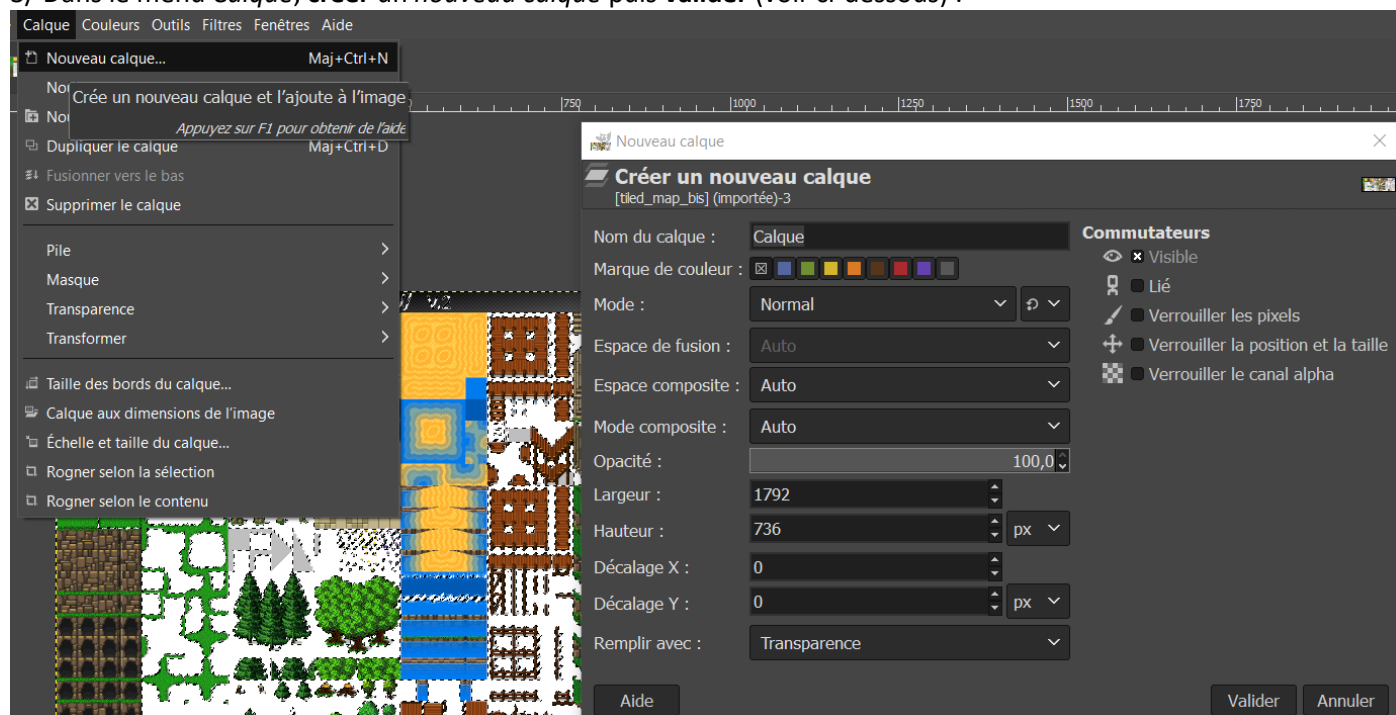 Calque Couleurs Outils Filtres Fenêtres Aide
Nouveau calque... Maj+Ctrl+N
Crée un nouveau calque et l'ajoute à l'image
Appuyez sur F1 pour obtenir de l'aide
Dupliquer le calque Maj+Ctrl+D
Fusionner vers le bas
Supprimer le calque
Pile
Masque
Transparence
Transformer
Taille des bords du calque...
Calque aux dimensions de l'image
Échelle et taille du calque...
Rogner selon la sélection
Rogner selon le contenu
750 1000 1250 1500 1750
Nouveau calque
Créer un nouveau calque
[tiled_map_bis] (importée)-3
Nom du calque : Calque
Marque de couleur :
Mode : Normal
Espace de fusion : Auto
Espace composite : Auto
Mode composite : Auto
Opacité : 100,0
Largeur : 1792
Hauteur : 736 px
Décalage X : 0
Décalage Y : 0 px
Remplir avec : Transparence
Commutateurs
Visible
Lié
Verrouiller les pixels
Verrouiller la position et la taille
Verrouiller le canal alpha
Aide Valider Annuler